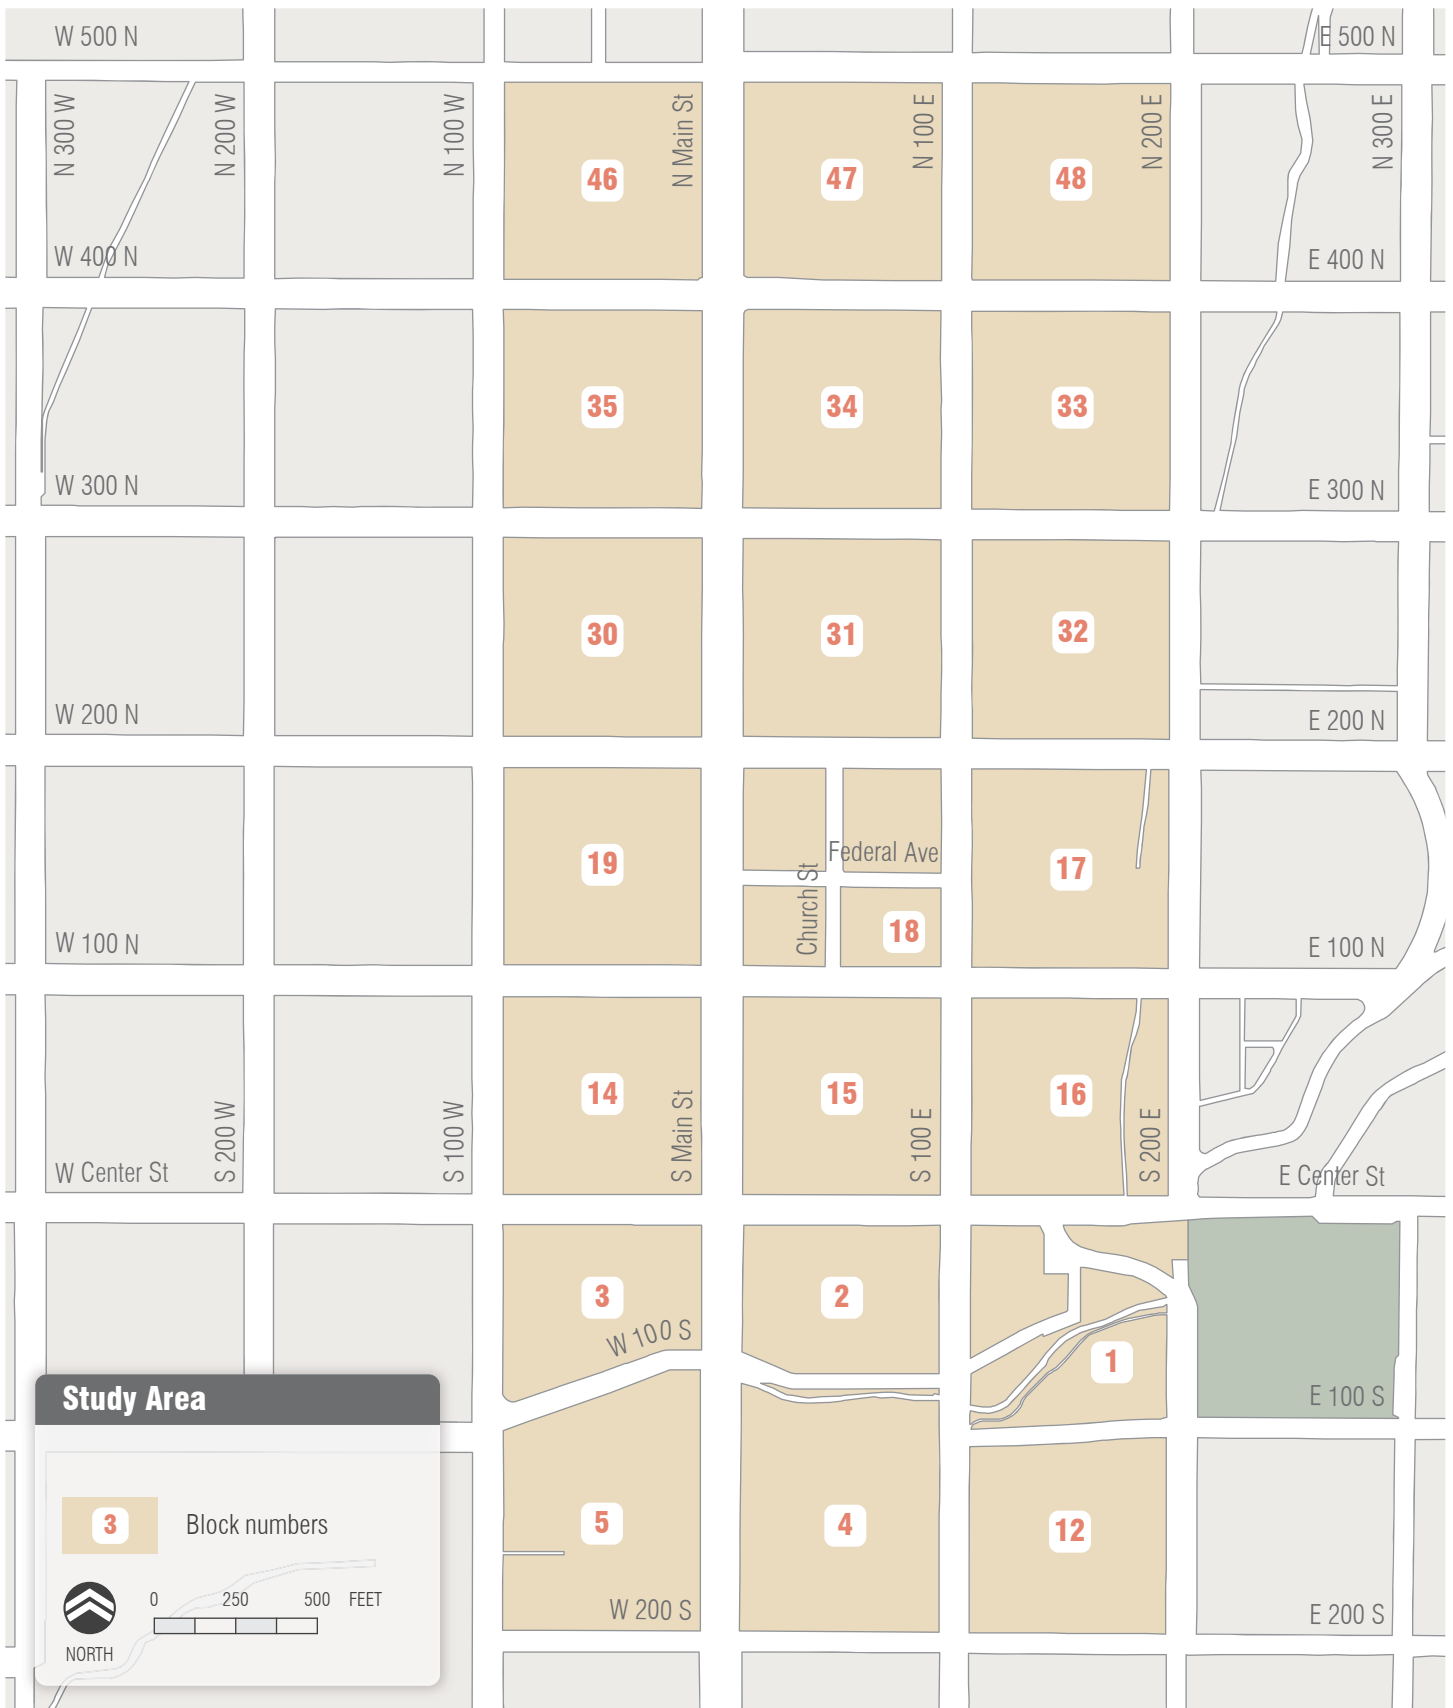 W 500 N
E 500 N
N 300 W
N 200 W
N 100 W
N Main St
N 100 E
N 200 E
N 300 E
46
47
48
W 400 N
E 400 N
35
34
33
W 300 N
E 300 N
30
31
32
W 200 N
E 200 N
19
Federal Ave
Church St
18
17
W 100 N
E 100 N
14
15
16
S 200 W
S 100 W
S Main St
S 100 E
S 200 E
W Center St
E Center St
3
2
1
W 100 S
E 100 S
5
4
12
W 200 S
E 200 S
Study Area
3
Block numbers
0 250 500 FEET
NORTH